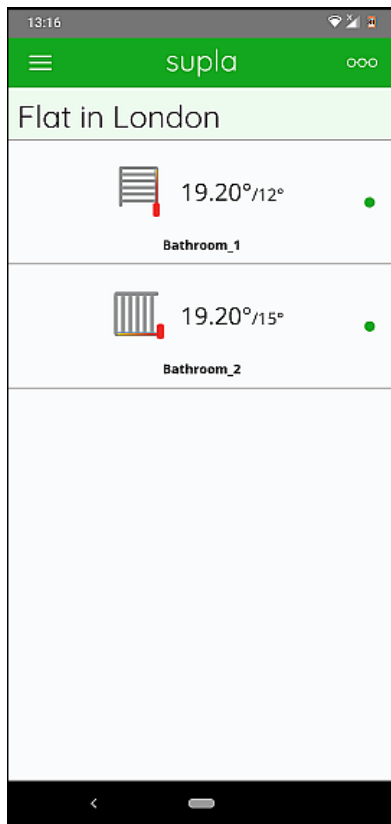 13:16
supla
Flat in London
19.20°/12°
Bathroom_1
19.20°/15°
Bathroom_2